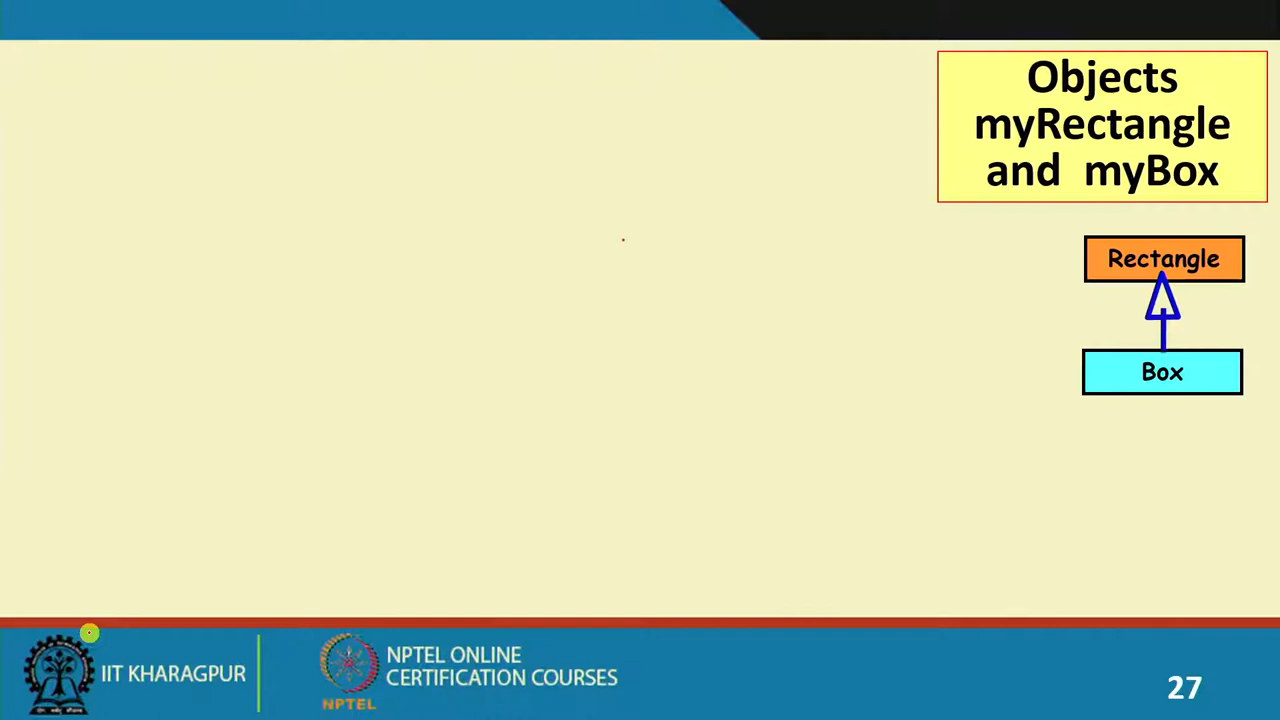 Objects
myRectangle
and myBox
Rectangle
Box
IIT KHARAGPUR
NPTEL
NPTEL ONLINE
CERTIFICATION COURSES
27